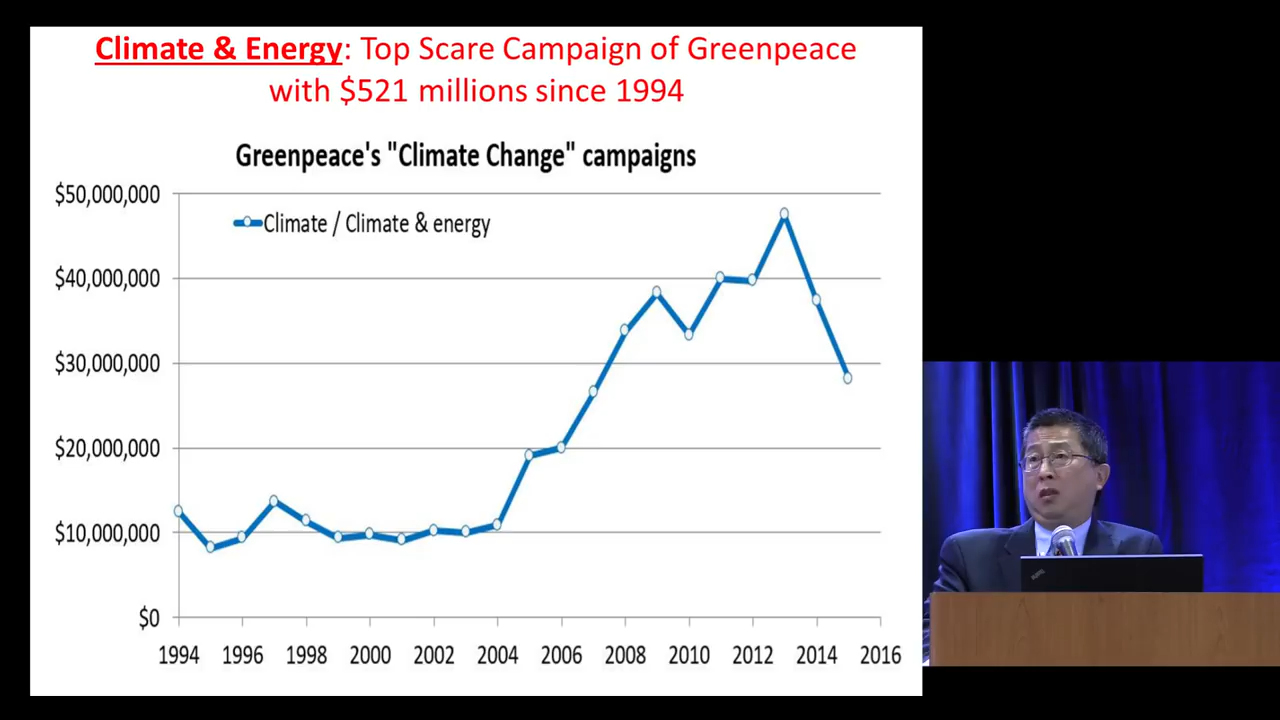 Climate & Energy: Top Scare Campaign of Greenpeace
with $521 millions since 1994
Greenpeace's "Climate Change" campaigns
$50,000,000
Climate / Climate & energy
$40,000,000
$30,000,000
$20,000,000
$10,000,000
$0
1994 1996 1998 2000 2002 2004 2006 2008 2010 2012 2014 2016